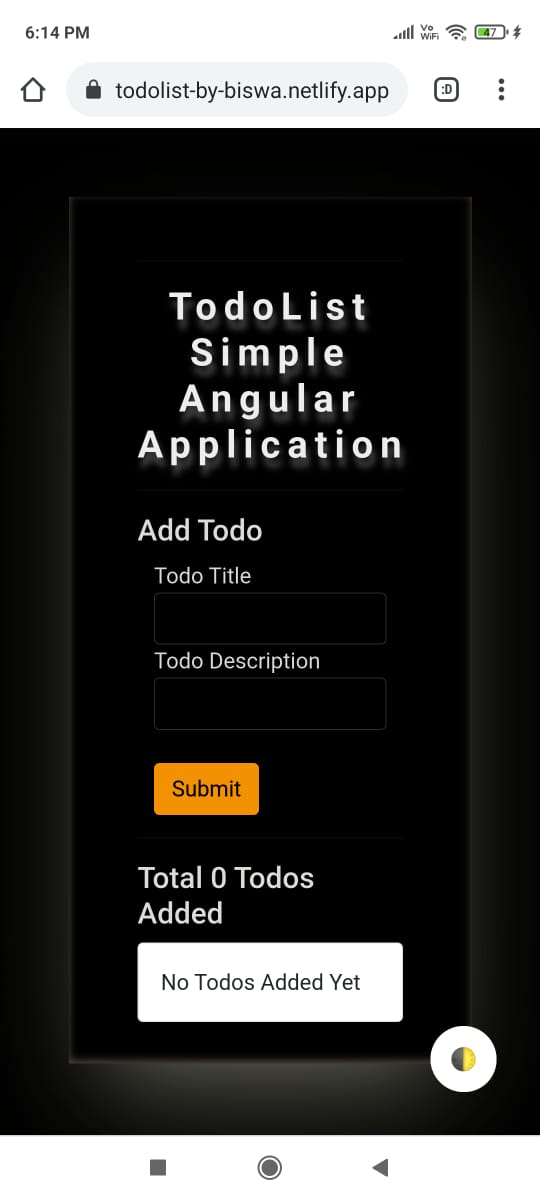 6:14 PM Vo WiFi 47
todolist-by-biswa.netlify.app :D
TodoList
Simple
Angular
Application
Add Todo
Todo Title
Todo Description
Submit
Total 0 Todos
Added
No Todos Added Yet